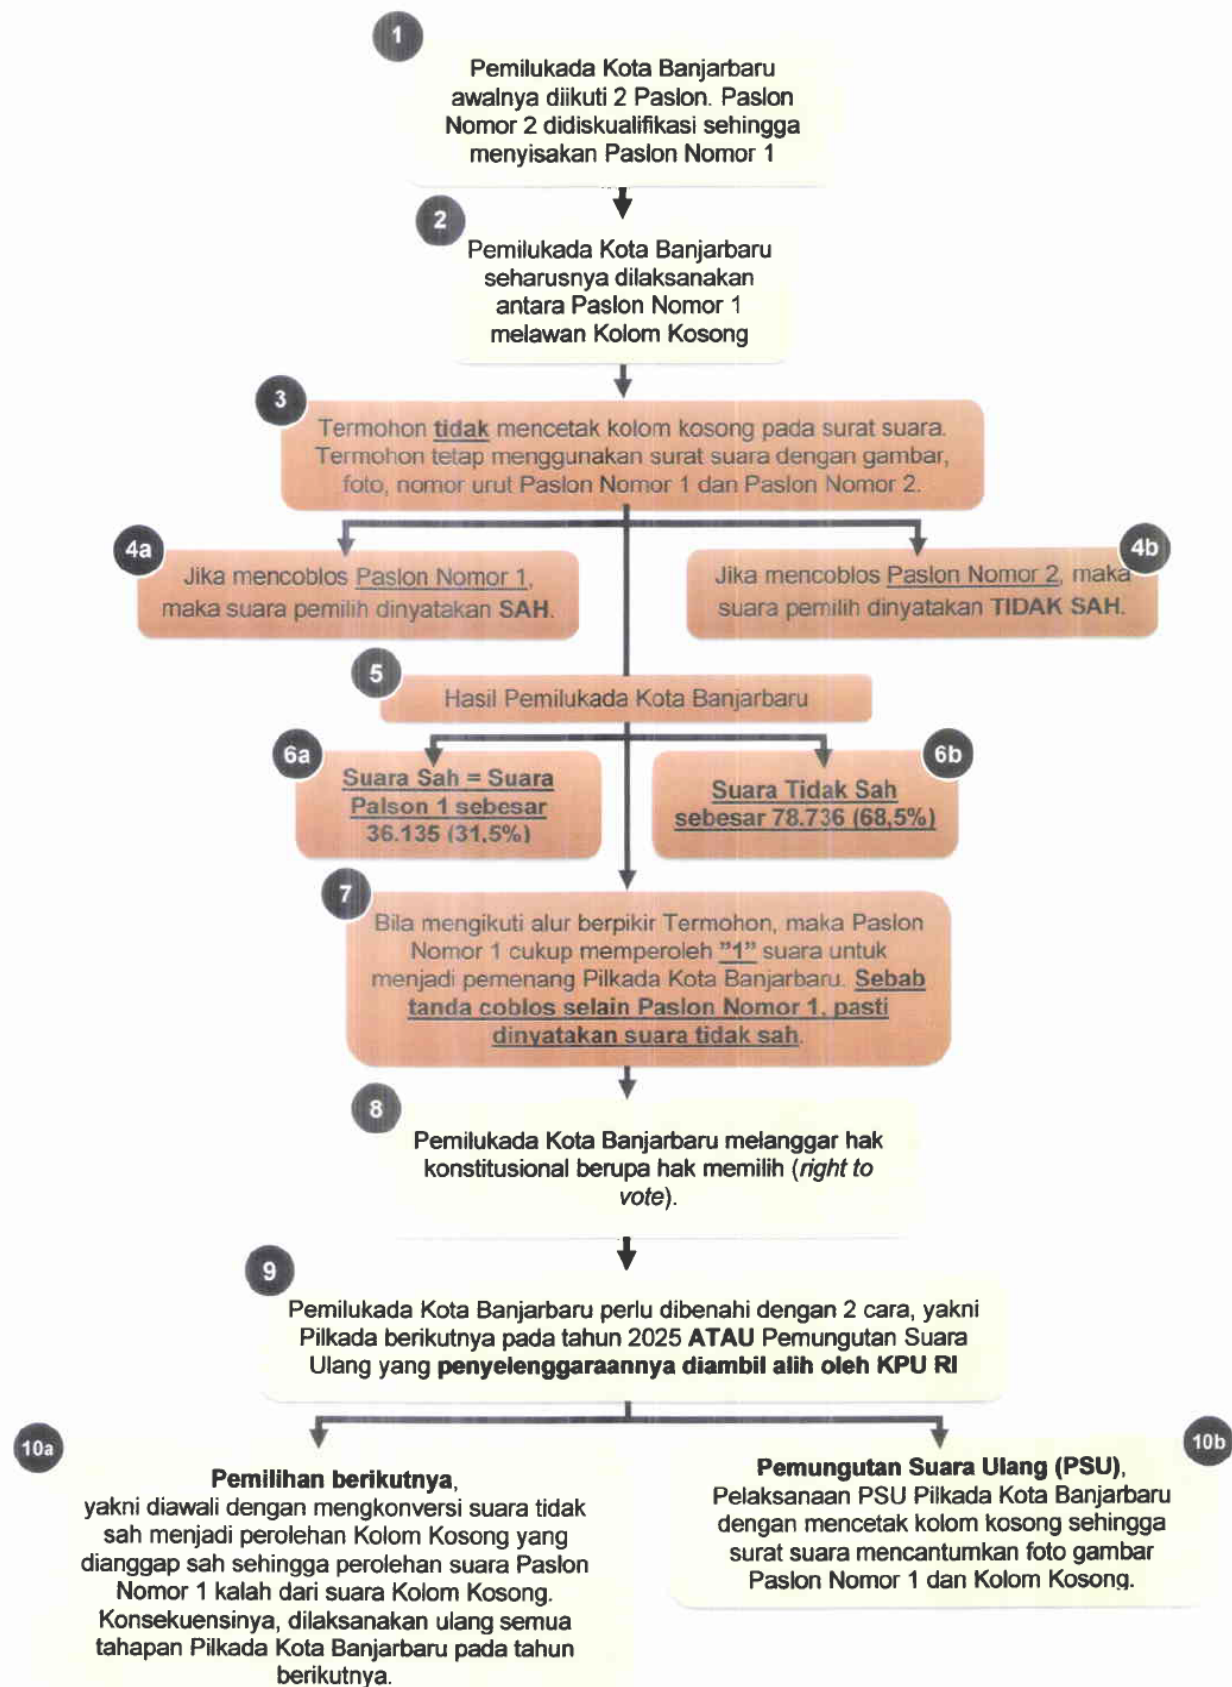 1
Pemilukada Kota Banjarbaru
awalnya diikuti 2 Paslon. Paslon
Nomor 2 didiskualifikasi sehingga
menyisakan Paslon Nomor 1
2
Pemilukada Kota Banjarbaru
seharusnya dilaksanakan
antara Paslon Nomor 1
melawan Kolom Kosong
3
Termohon tidak mencetak kolom kosong pada surat suara.
Termohon tetap menggunakan surat suara dengan gambar,
foto, nomor urut Paslon Nomor 1 dan Paslon Nomor 2.
4a
Jika mencoblos Paslon Nomor 1,
maka suara pemilih dinyatakan SAH.
4b
Jika mencoblos Paslon Nomor 2, maka
suara pemilih dinyatakan TIDAK SAH.
5
Hasil Pemilukada Kota Banjarbaru
6a
Suara Sah = Suara
Palson 1 sebesar
36.135 (31,5%)
6b
Suara Tidak Sah
sebesar 78.736 (68,5%)
7
Bila mengikuti alur berpikir Termohon, maka Paslon
Nomor 1 cukup memperoleh ”1” suara untuk
menjadi pemenang Pilkada Kota Banjarbaru. Sebab
tanda coblos selain Paslon Nomor 1, pasti
dinyatakan suara tidak sah.
8
Pemilukada Kota Banjarbaru melanggar hak
konstitusional berupa hak memilih (right to
vote).
9
Pemilukada Kota Banjarbaru perlu dibenahi dengan 2 cara, yakni
Pilkada berikutnya pada tahun 2025 ATAU Pemungutan Suara
Ulang yang penyelenggaraannya diambil alih oleh KPU RI
10a
Pemilihan berikutnya,
yakni diawali dengan mengkonversi suara tidak
sah menjadi perolehan Kolom Kosong yang
dianggap sah sehingga perolehan suara Paslon
Nomor 1 kalah dari suara Kolom Kosong.
Konsekuensinya, dilaksanakan ulang semua
tahapan Pilkada Kota Banjarbaru pada tahun
berikutnya.
10b
Pemungutan Suara Ulang (PSU),
Pelaksanaan PSU Pilkada Kota Banjarbaru
dengan mencetak kolom kosong sehingga
surat suara mencantumkan foto gambar
Paslon Nomor 1 dan Kolom Kosong.